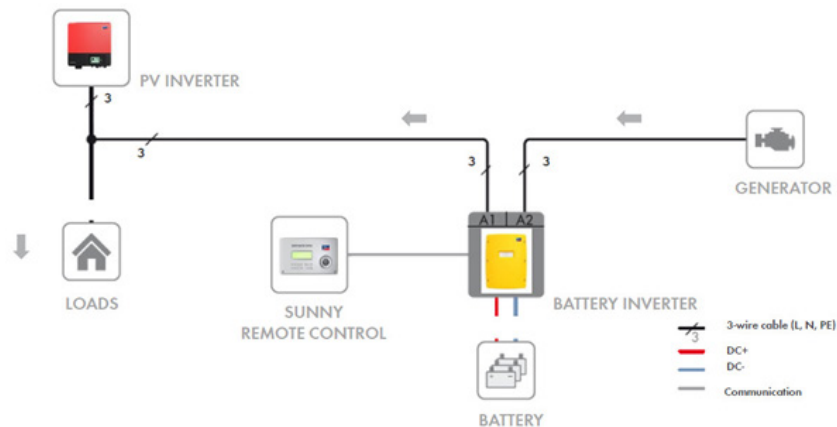 PV INVERTER
3
3
3
3
GENERATOR
A1 | A2
LOADS
SUNNY
REMOTE CONTROL
BATTERY INVERTER
BATTERY
3
3-wire cable (L, N, PE)
DC+
DC-
Communication